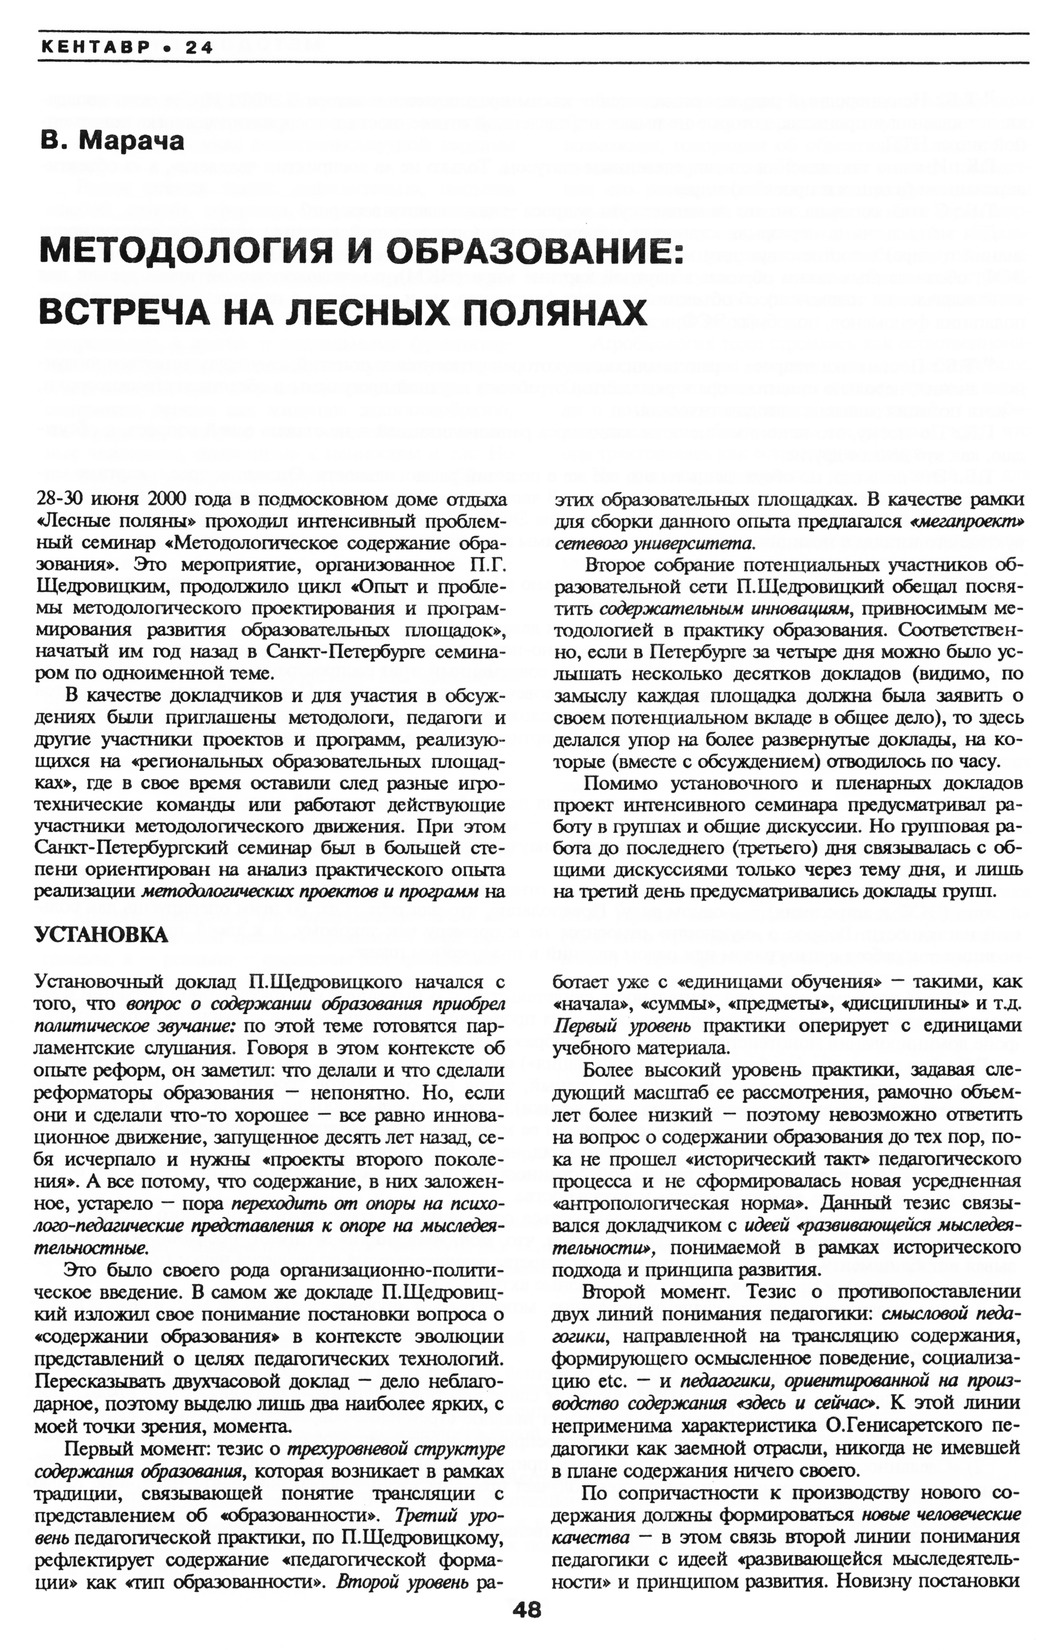 КЕНТАВР • 24
В. Марача
МЕТОДОЛОГИЯ И ОБРАЗОВАНИЕ:
ВСТРЕЧА НА ЛЕСНЫХ ПОЛЯНАХ
28-30 июня 2000 года в подмосковном доме отдыха
«Лесные поляны» проходил интенсивный проблем-
ный семинар «Методологическое содержание обра-
зования». Это мероприятие, организованное П.Г.
Щедровицким, продолжило цикл «Опыт и пробле-
мы методологического проектирования и програм-
мирования развития образовательных площадок»,
начатый им год назад в Санкт-Петербурге семина-
ром по одноименной теме.
В качестве докладчиков и для участия в обсуж-
дениях были приглашены методологи, педагоги и
другие участники проектов и программ, реализую-
щихся на «региональных образовательных площад-
ках», где в свое время оставили след разные игро-
технические команды или работают действующие
участники методологического движения. При этом
Санкт-Петербургский семинар был в большей сте-
пени ориентирован на анализ практического опыта
реализации методологических проектов и программ на
этих образовательных площадках. В качестве рамки
для сборки данного опыта предлагался «мегапроект»
сетевого университета.
Второе собрание потенциальных участников об-
разовательной сети П.Щедровицкий обещал посвя-
тить содержательным инновациям, привносимым ме-
тодологией в практику образования. Соответствен-
но, если в Петербурге за четыре дня можно было ус-
лышать несколько десятков докладов (видимо, по
замыслу каждая площадка должна была заявить о
своем потенциальном вкладе в общее дело), то здесь
делался упор на более развернутые доклады, на ко-
торые (вместе с обсуждением) отводилось по часу.
Помимо установочного и пленарных докладов
проект интенсивного семинара предусматривал ра-
боту в группах и общие дискуссии. Но групповая ра-
бота до последнего (третьего) дня связывалась с об-
щими дискуссиями только через тему дня, и лишь
на третий день предусматривались доклады групп.
УСТАНОВКА
Установочный доклад П.Щедровицкого начался с
того, что вопрос о содержании образования приобрел
политическое звучание: по этой теме готовятся пар-
ламентские слушания. Говоря в этом контексте об
опыте реформ, он заметил: что делали и что сделали
реформаторы образования — непонятно. Но, если
они и сделали что-то хорошее — все равно иннова-
ционное движение, запущенное десять лет назад, се-
бя исчерпало и нужны «проекты второго поколе-
ния». А все потому, что содержание, в них заложен-
ное, устарело — пора переходить от опоры на психо-
лого-педагогические представления к опоре на мыследея-
тельностные.
Это было своего рода организационно-полити-
ческое введение. В самом же докладе П.Щедровиц-
кий изложил свое понимание постановки вопроса о
«содержании образования» в контексте эволюции
представлений о целях педагогических технологий.
Пересказывать двухчасовой доклад — дело неблаго-
дарное, поэтому выделю лишь два наиболее ярких, с
моей точки зрения, момента.
Первый момент: тезис о трехуровневой структуре
содержания образования, которая возникает в рамках
традиции, связывающей понятие трансляции с
представлением об «образованности». Третий уро-
вень педагогической практики, по П.Щедровицкому,
рефлектирует содержание «педагогической форма-
ции» как «тип образованности». Второй уровень ра-
ботает уже с «единицами обучения» — такими, как
«начала», «суммы», «предметы», «дисциплины» и т.д.
Первый уровень практики оперирует с единицами
учебного материала.
Более высокий уровень практики, задавая сле-
дующий масштаб ее рассмотрения, рамочно объем-
лет более низкий — поэтому невозможно ответить
на вопрос о содержании образования до тех пор, по-
ка не прошел «исторический такт» педагогического
процесса и не сформировалась новая усредненная
«антропологическая норма». Данный тезис связы-
вался докладчиком с идеей «развивающейся мыследея-
тельности», понимаемой в рамках исторического
подхода и принципа развития.
Второй момент. Тезис о противопоставлении
двух линий понимания педагогики: смысловой педа-
гогики, направленной на трансляцию содержания,
формирующего осмысленное поведение, социализа-
цию etc. — и педагогики, ориентированной на произ-
водство содержания «здесь и сейчас». К этой линии
неприменима характеристика О.Генисаретского пе-
дагогики как заемной отрасли, никогда не имевшей
в плане содержания ничего своего.
По сопричастности к производству нового со-
держания должны формироваться новые человеческие
качества — в этом связь второй линии понимания
педагогики с идеей «развивающейся мыследеятель-
ности» и принципом развития. Новизну постановки
48